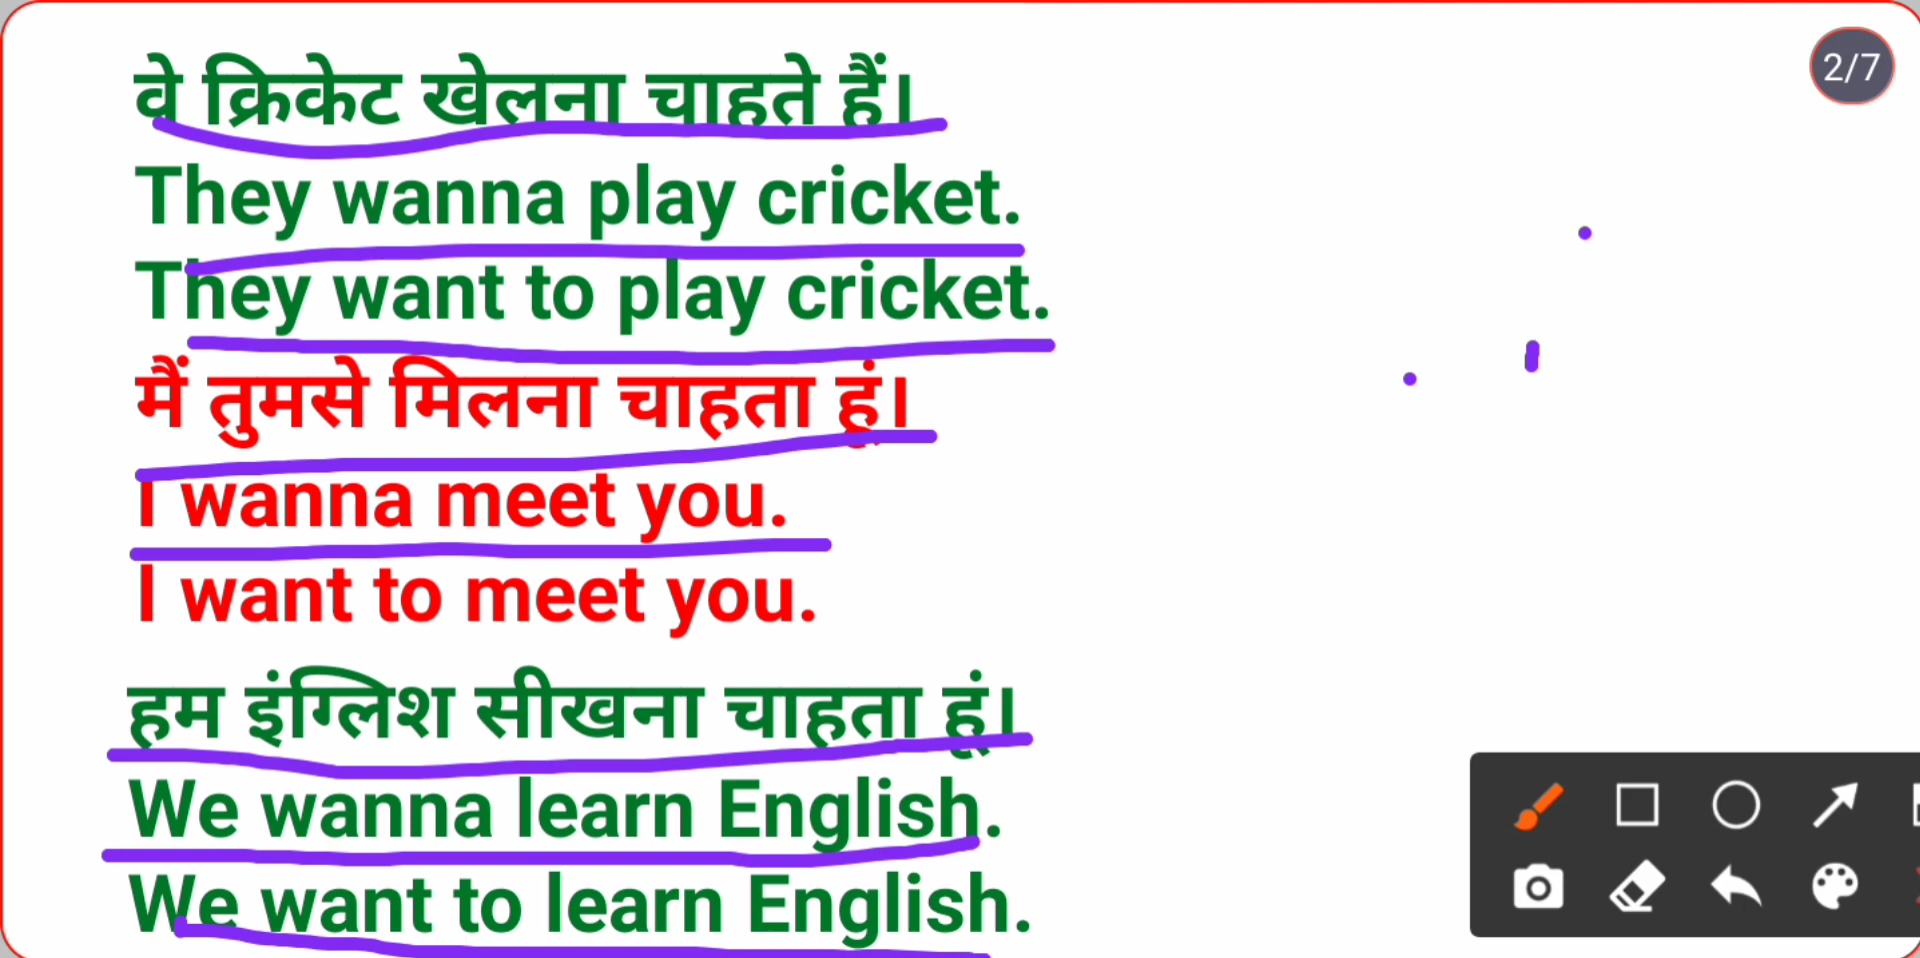 2/7
वे क्रिकेट खेलना चाहते हैं।
They wanna play cricket.
They want to play cricket.
मैं तुमसे मिलना चाहता हूं।
I wanna meet you.
I want to meet you.
हम इंग्लिश सीखना चाहता हूं।
We wanna learn English.
We want to learn English.